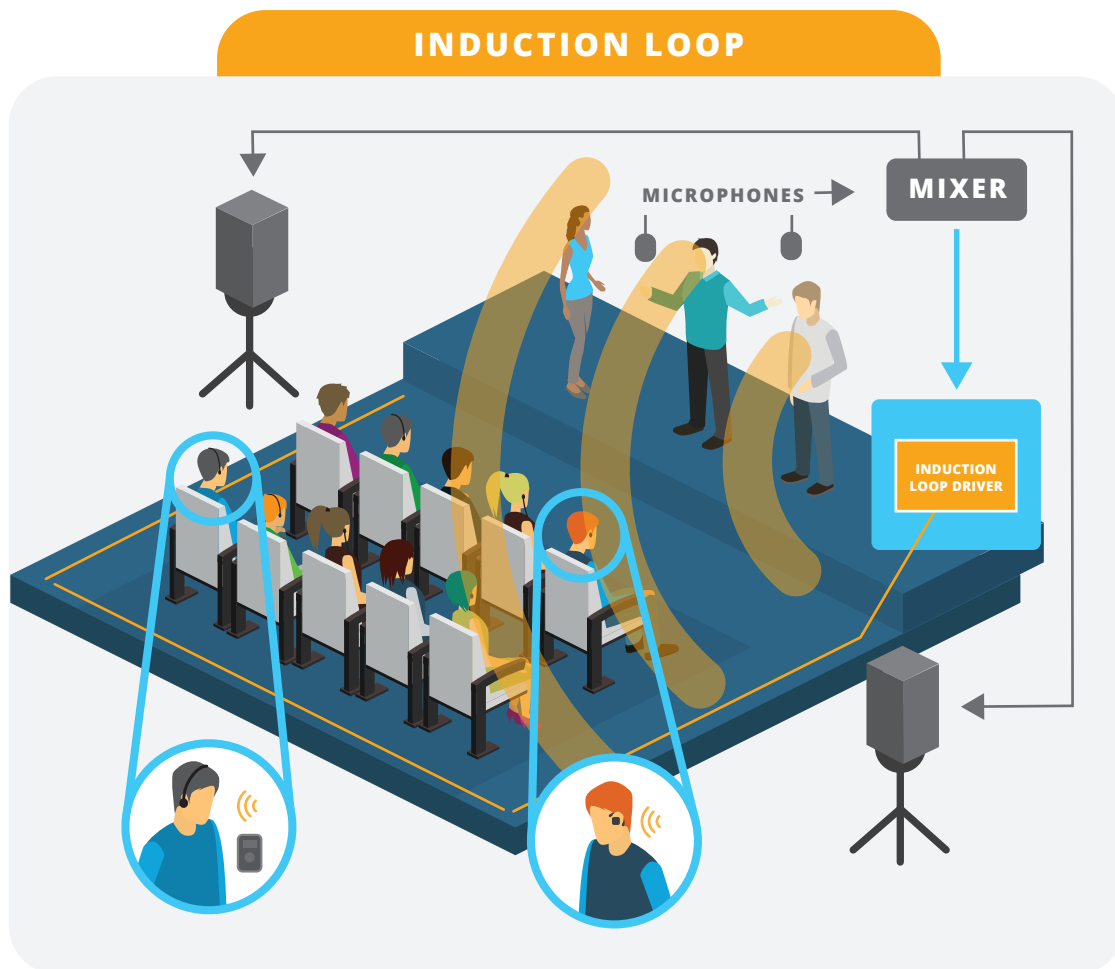 INDUCTION LOOP
MICROPHONES
MIXER
INDUCTION
LOOP DRIVER